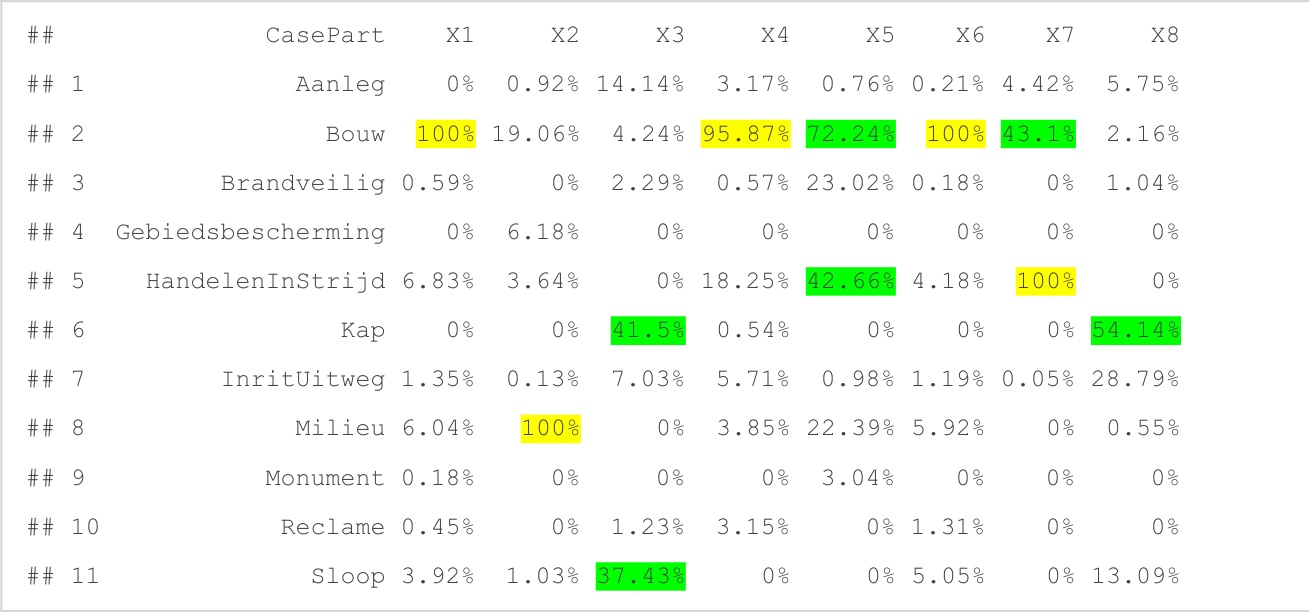 ## CasePart X1 X2 X3 X4 X5 X6 X7 X8
## 1 Aanleg 0% 0.92% 14.14% 3.17% 0.76% 0.21% 4.42% 5.75%
## 2 Bouw 100% 19.06% 4.24% 95.87% 72.24% 100% 43.1% 2.16%
## 3 Brandveilig 0.59% 0% 2.29% 0.57% 23.02% 0.18% 0% 1.04%
## 4 Gebiedsbescherming 0% 6.18% 0% 0% 0% 0% 0% 0%
## 5 HandelenInStrijd 6.83% 3.64% 0% 18.25% 42.66% 4.18% 100% 0%
## 6 Kap 0% 0% 41.5% 0.54% 0% 0% 0% 54.14%
## 7 InritUitweg 1.35% 0.13% 7.03% 5.71% 0.98% 1.19% 0.05% 28.79%
## 8 Milieu 6.04% 100% 0% 3.85% 22.39% 5.92% 0% 0.55%
## 9 Monument 0.18% 0% 0% 0% 3.04% 0% 0% 0%
## 10 Reclame 0.45% 0% 1.23% 3.15% 0% 1.31% 0% 0%
## 11 Sloop 3.92% 1.03% 37.43% 0% 0% 5.05% 0% 13.09%